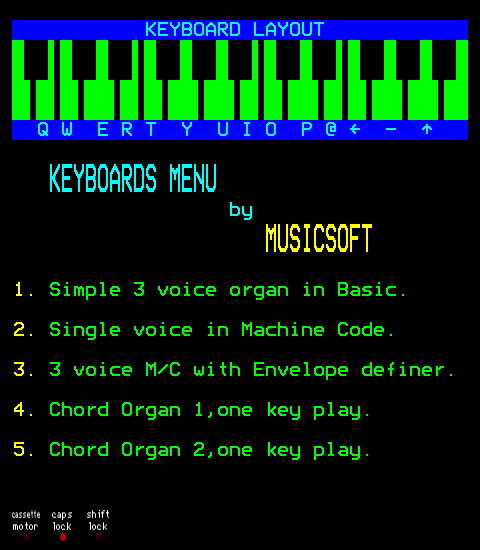 KEYBOARD LAYOUT
Q W E R T Y U I O P @ ← - ↑
KEYBOARDS MENU
by
MUSICSOFT
1. Simple 3 voice organ in Basic.
2. Single voice in Machine Code.
3. 3 voice M/C with Envelope definer.
4. Chord Organ 1,one key play.
5. Chord Organ 2,one key play.
cassette motor caps lock shift lock